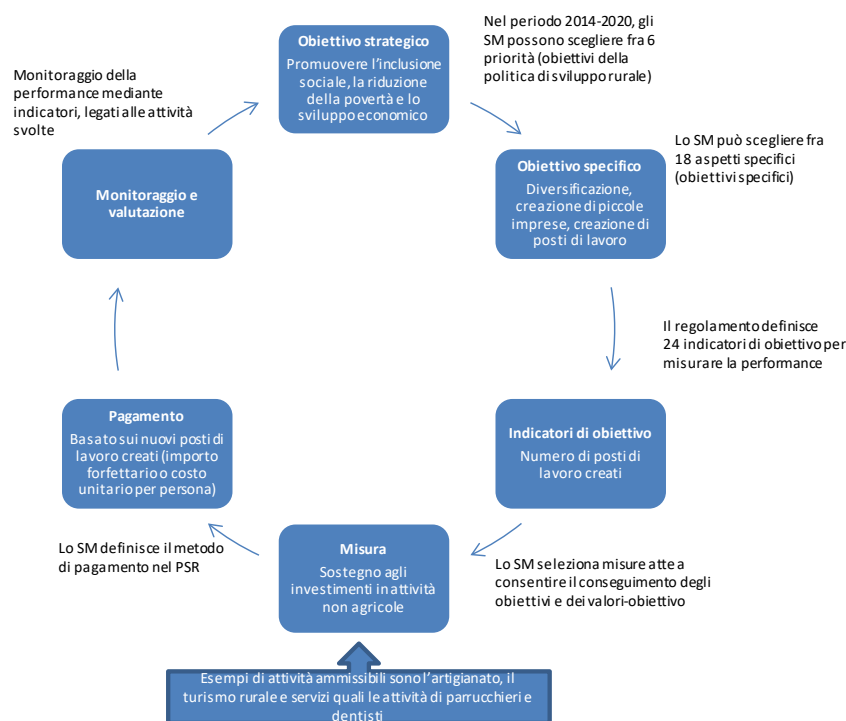 Obiettivo strategico
Promuovere l'inclusione
sociale, la riduzione
della povertà e lo
sviluppo economico
Nel periodo 2014-2020, gli
SM possono scegliere fra 6
priorità (obiettivi della
politica di sviluppo rurale)
Obiettivo specifico
Diversificazione,
creazione di piccole
imprese, creazione di
posti di lavoro
Lo SM può scegliere fra
18 aspetti specifici
(obiettivi specifici)
Il regolamento definisce
24 indicatori di obiettivo per
misurare la performance
Indicatori di obiettivo
Numero di posti di
lavoro creati
Lo SM seleziona misure atte a
consentire il conseguimento degli
obiettivi e dei valori-obiettivo
Misura
Sostegno agli
investimenti in attività
non agricole
Esempi di attività ammissibili sono l'artigianato, il
turismo rurale e servizi quali le attività di parrucchieri e
dentisti
Lo SM definisce il metodo
di pagamento nel PSR
Pagamento
Basato sui nuovi posti di
lavoro creati (importo
forfettario o costo
unitario per persona)
Monitoraggio e
valutazione
Monitoraggio della
performance mediante
indicatori, legati alle attività
svolte